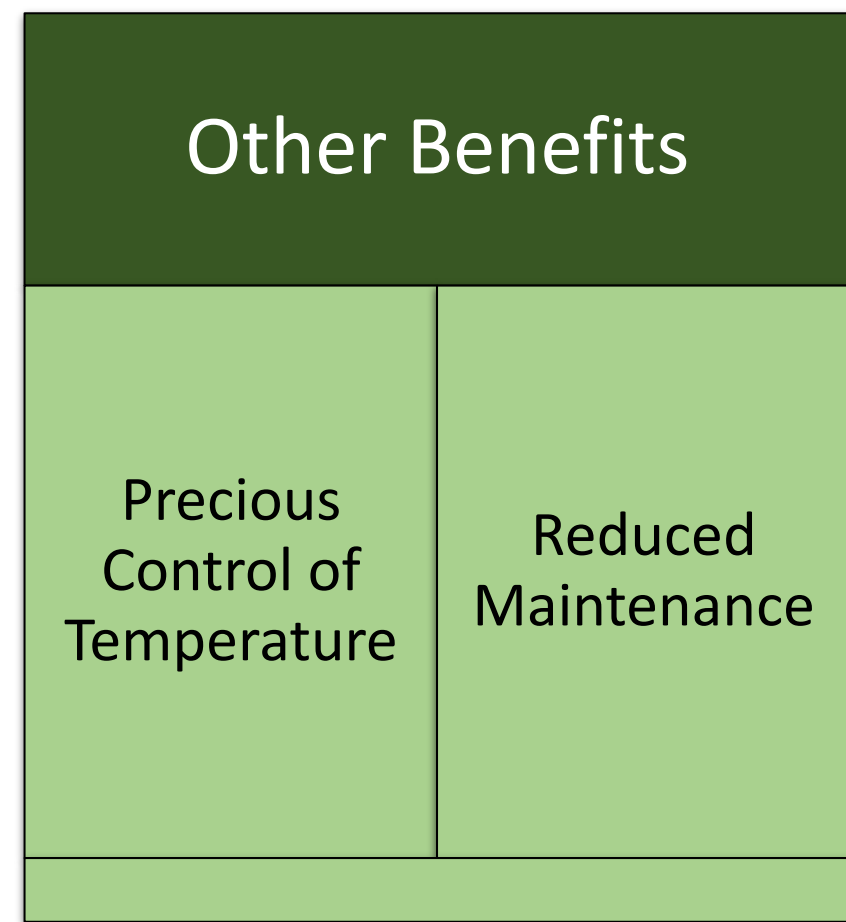 Other Benefits
Precious
Control of
Temperature
Reduced
Maintenance